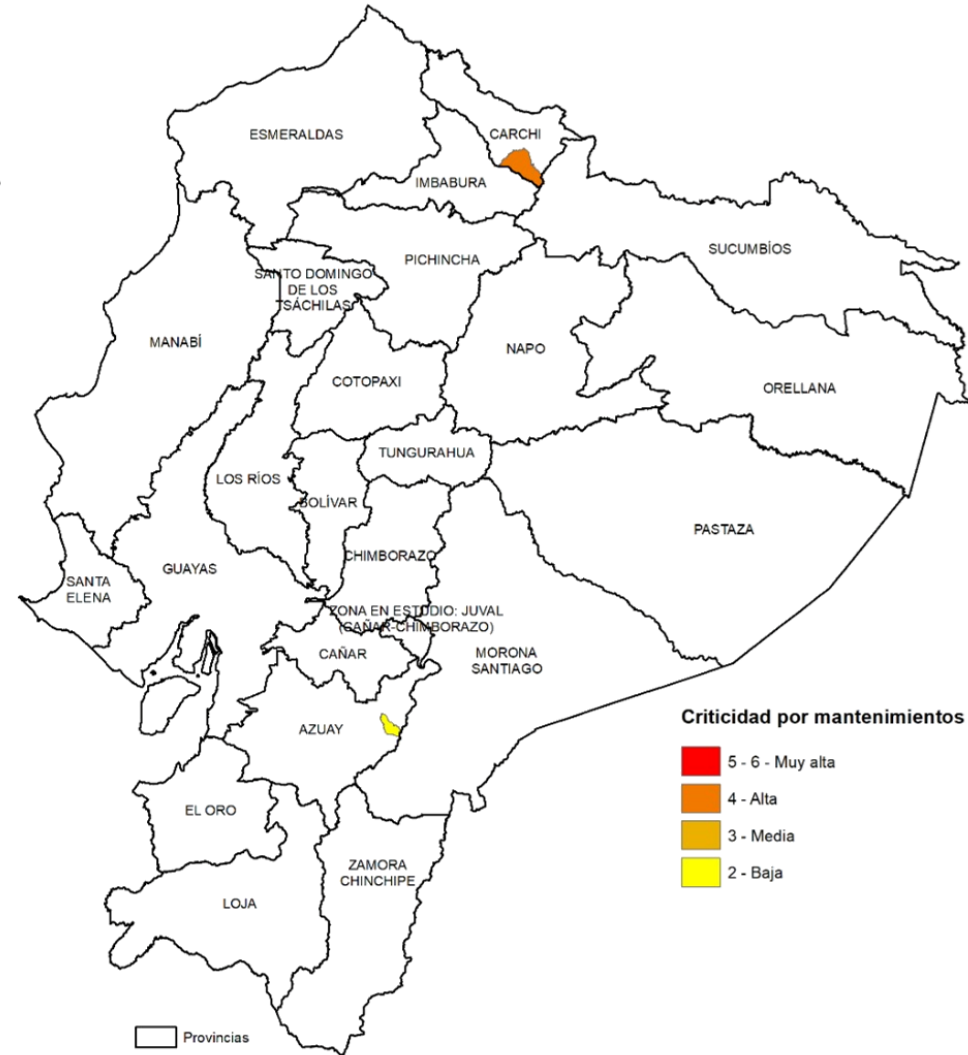 ESMERALDAS
CARCHI
IMBABURA
SUCUMBÍOS
PICHINCHA
SANTO DOMINGO
DE LOS
TSÁCHILAS
MANABÍ
NAPO
COTOPAXI
ORELLANA
TUNGURAHUA
LOS RÍOS
BOLÍVAR
PASTAZA
CHIMBORAZO
GUAYAS
SANTA
ELENA
ZONA EN ESTUDIO: JUVAL
(CAÑAR-CHIMBORAZO)
CAÑAR
MORONA
SANTIAGO
AZUAY
EL ORO
ZAMORA
CHINCHIPE
LOJA
Criticidad por mantenimientos
5 - 6 - Muy alta
4 - Alta
3 - Media
2 - Baja
Provincias